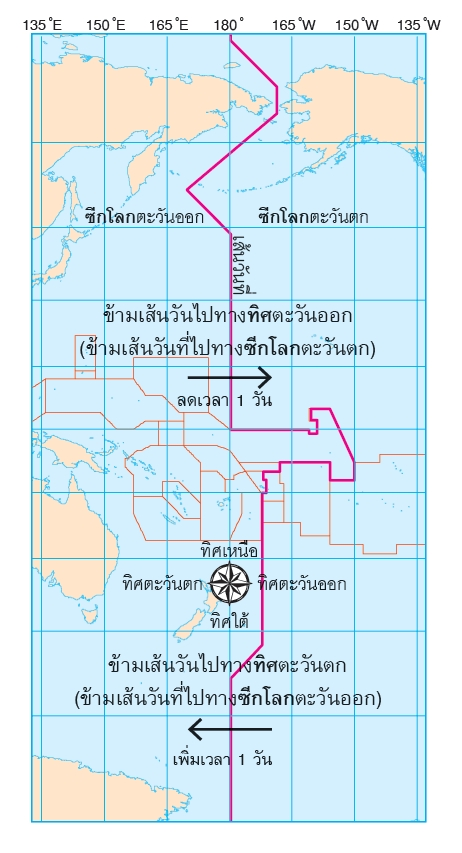 135°E 150°E 165°E 180° 165°W 150°W 135°W
ซีกโลกตะวันออก ซีกโลกตะวันตก
เส้นวันที่
ข้ามเส้นวันไปทางทิศตะวันออก
(ข้ามเส้นวันที่ไปทางซีกโลกตะวันตก)
ลดเวลา 1 วัน
ทิศเหนือ
ทิศตะวันตก ทิศตะวันออก
ทิศใต้
ข้ามเส้นวันไปทางทิศตะวันตก
(ข้ามเส้นวันที่ไปทางซีกโลกตะวันออก)
เพิ่มเวลา 1 วัน